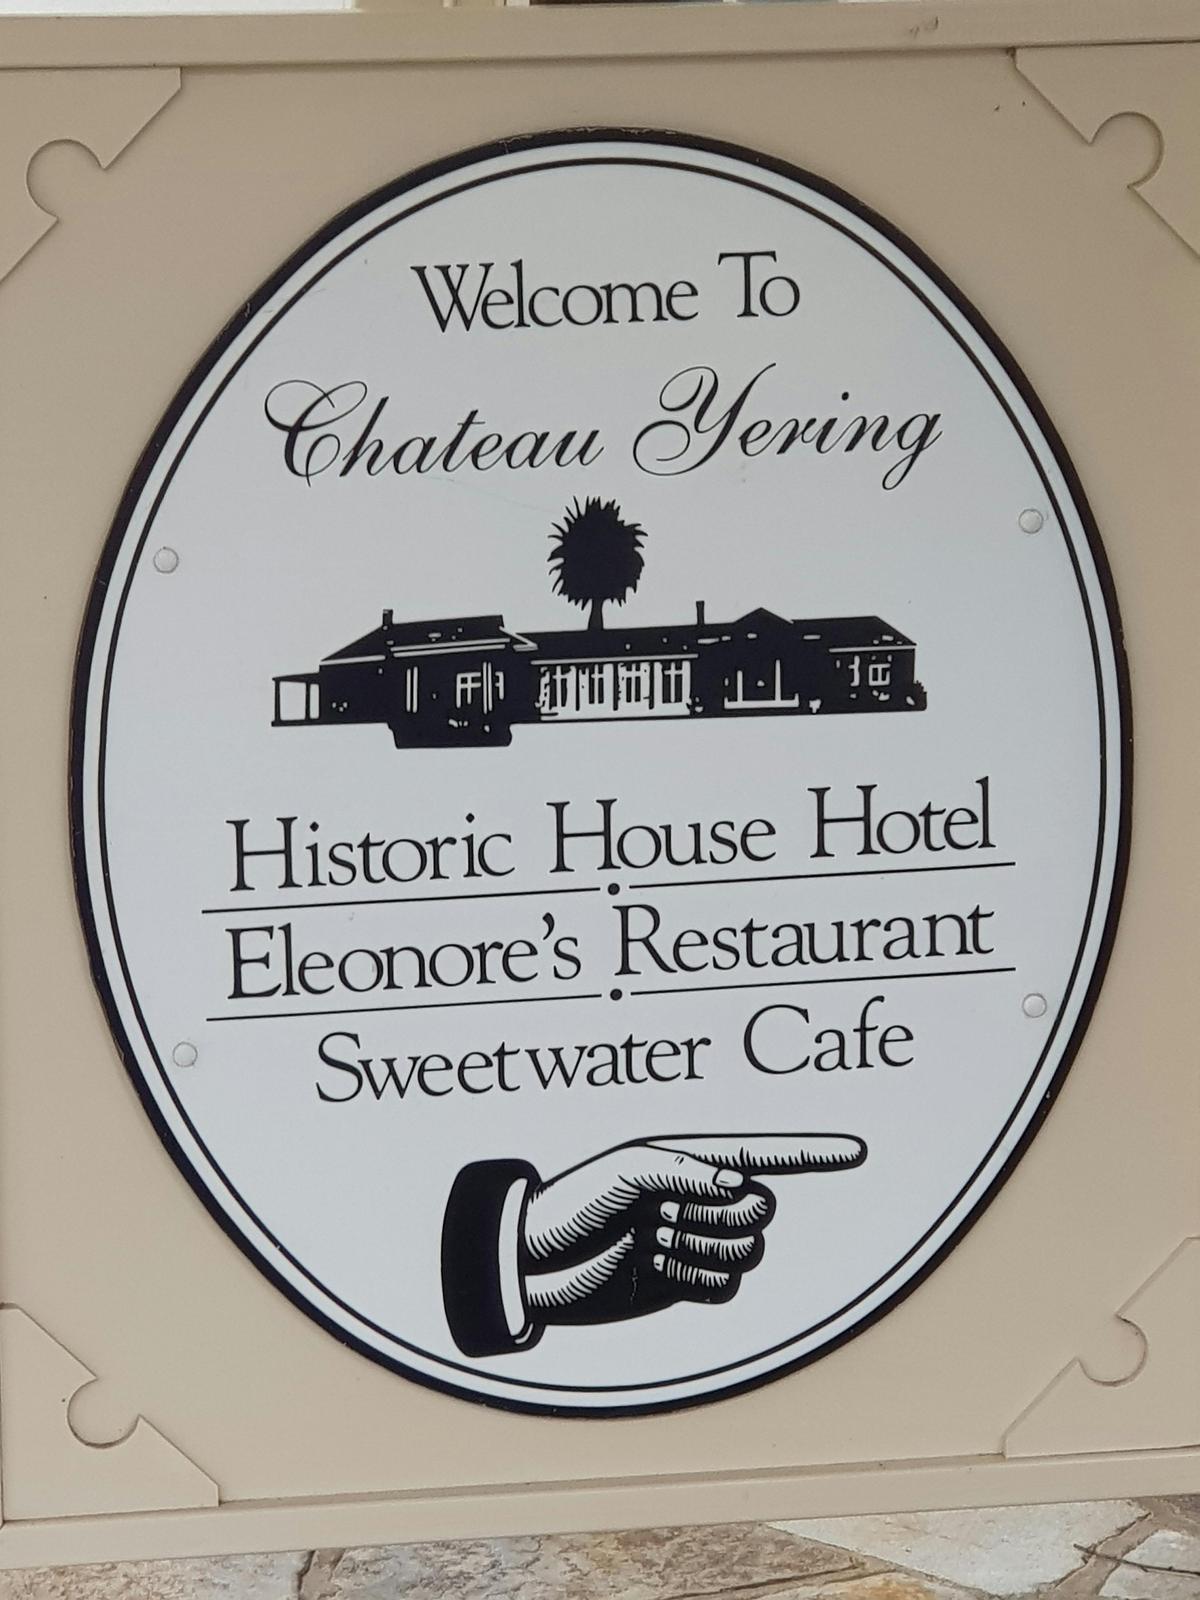 Welcome To
Chateau Yering
Historic House Hotel
Eleonore's Restaurant
Sweetwater Cafe